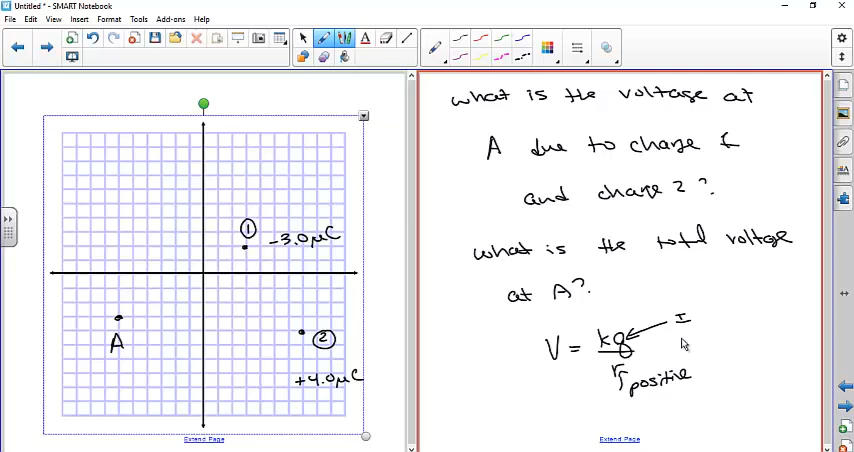 Untitled * - SMART Notebook
File Edit View Insert Format Tools Add-ons Help
①
-3.0μC
A
②
+4.0μC
Extend Page
what is the voltage at
A due to charge 1
and charge 2?
what is the total voltage
at A?
V = kq
r
positive
Extend Page